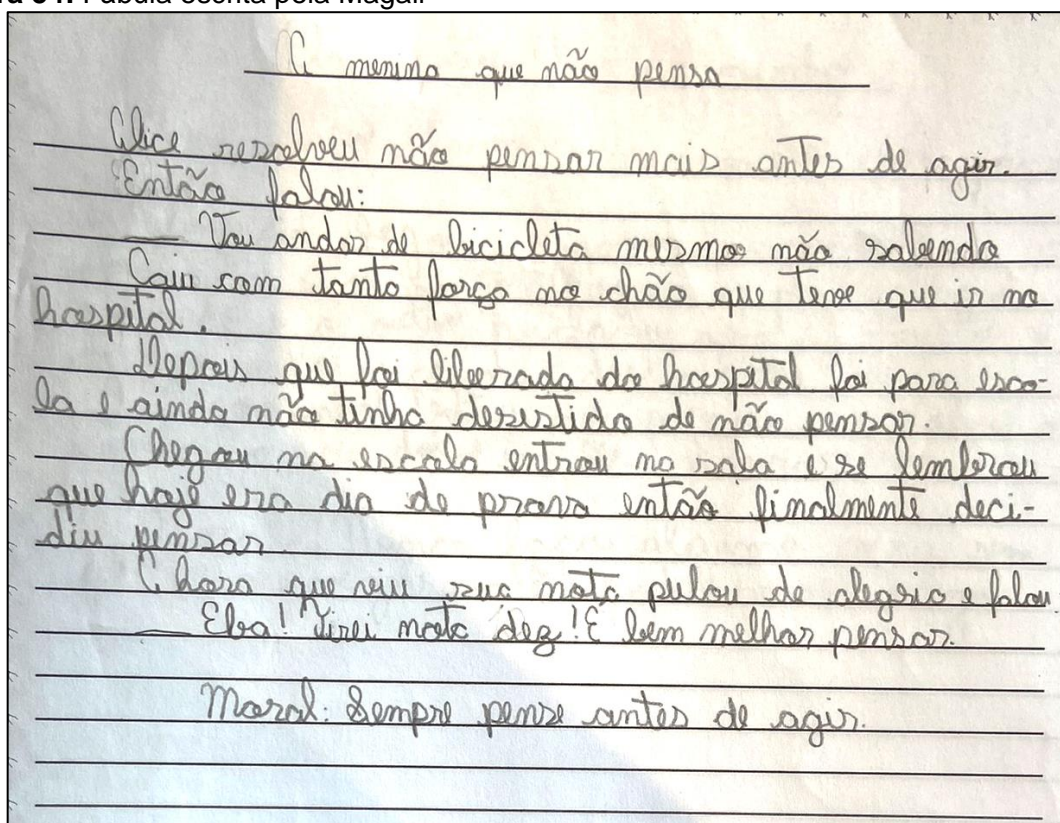 Fábula escrita pela Magali
A menina que não pensa
Alice resolveu não pensar mais antes de agir.
Então falou:
— Vou andar de bicicleta mesmo não sabendo
Caiu com tanto força no chão que teve que ir no
hospital.
Depois que foi liberada do hospital foi para esco-
la e ainda não tinha desistido de não pensar.
Chegou na escola entrou na sala e se lembrou
que hoje era dia de prova então finalmente deci-
diu pensar
A hora que viu sua nota pulou de alegria e falou
— Eba! Tirei nota dez! É bem melhor pensar.
Moral: Sempre pense antes de agir.